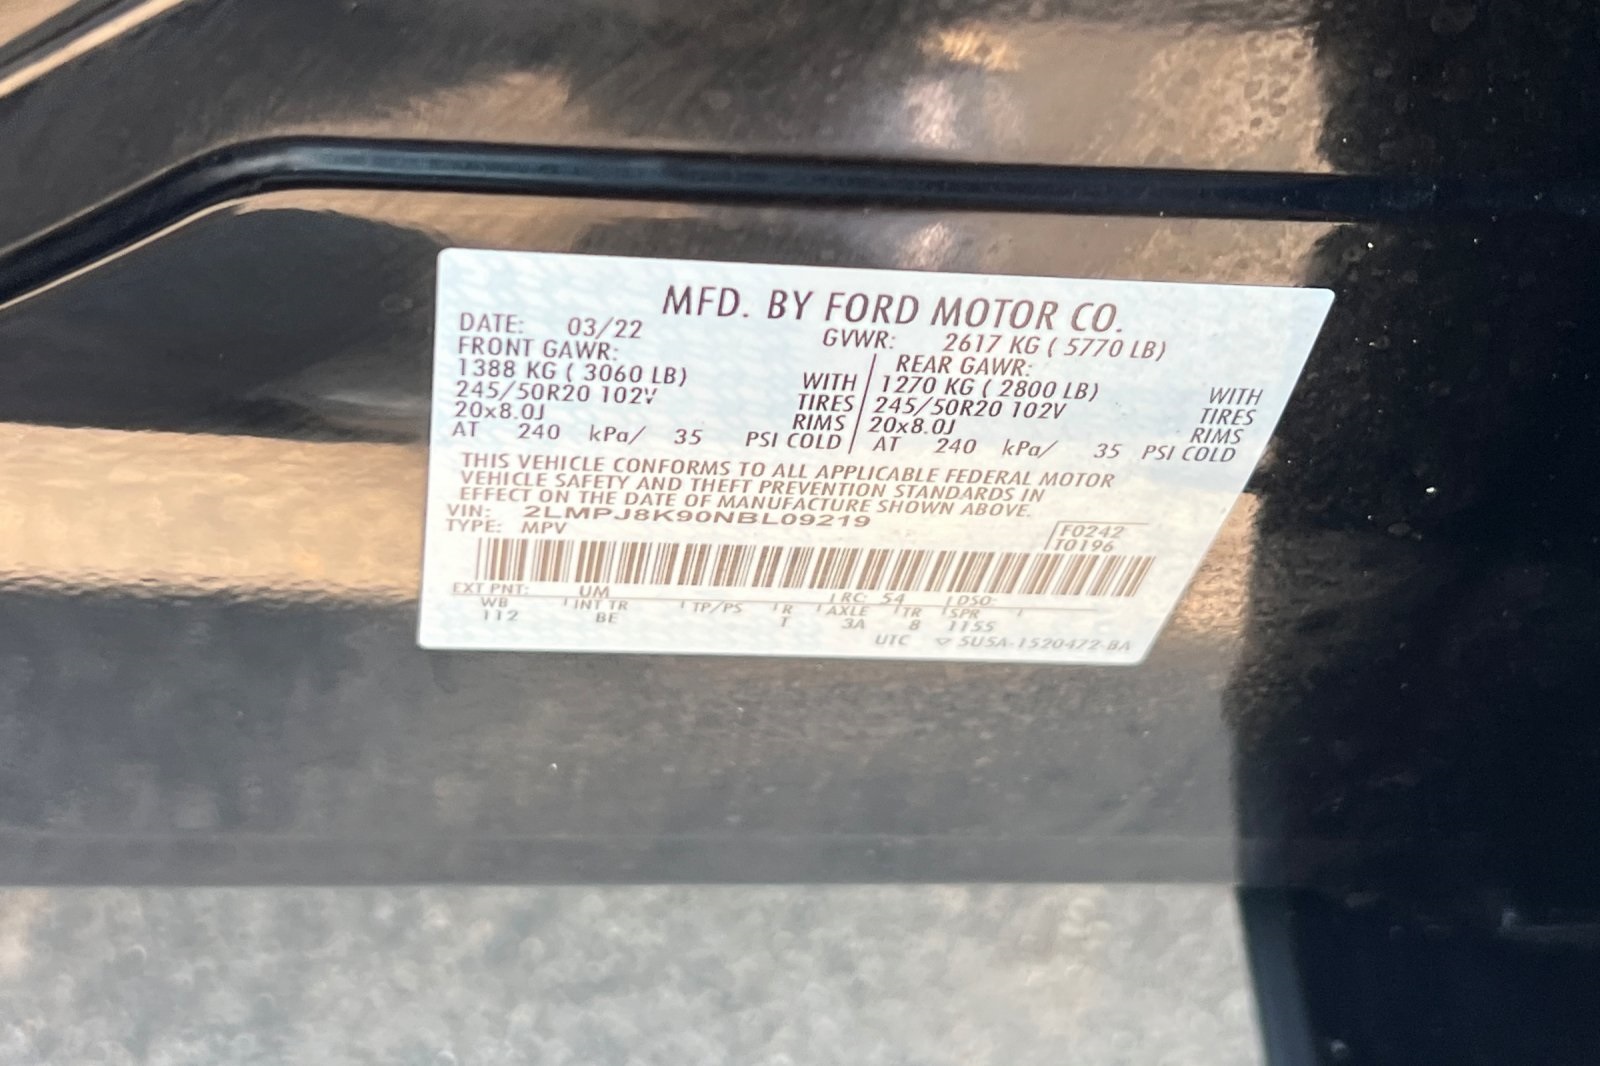 MFD. BY FORD MOTOR CO.
DATE: 03/22 GVWR: 2617 KG ( 5770 LB)
FRONT GAWR: REAR GAWR:
1388 KG ( 3060 LB) WITH 1270 KG ( 2800 LB) WITH
245/50R20 102V TIRES 245/50R20 102V TIRES
20x8.0J RIMS 20x8.0J RIMS
AT 240 kPa/ 35 PSI COLD AT 240 kPa/ 35 PSI COLD
THIS VEHICLE CONFORMS TO ALL APPLICABLE FEDERAL MOTOR
VEHICLE SAFETY AND THEFT PREVENTION STANDARDS IN
EFFECT ON THE DATE OF MANUFACTURE SHOWN ABOVE.
VIN: 2LMPJ8K90NBL09219
TYPE: MPV F0242
T0196
EXT PNT: UM RC: 54 DSO:
WB INT TR TP/PS R AXLE TR SPR
112 BE T 3A 8 1155
UTC ▽ 5U5A-1520472-BA